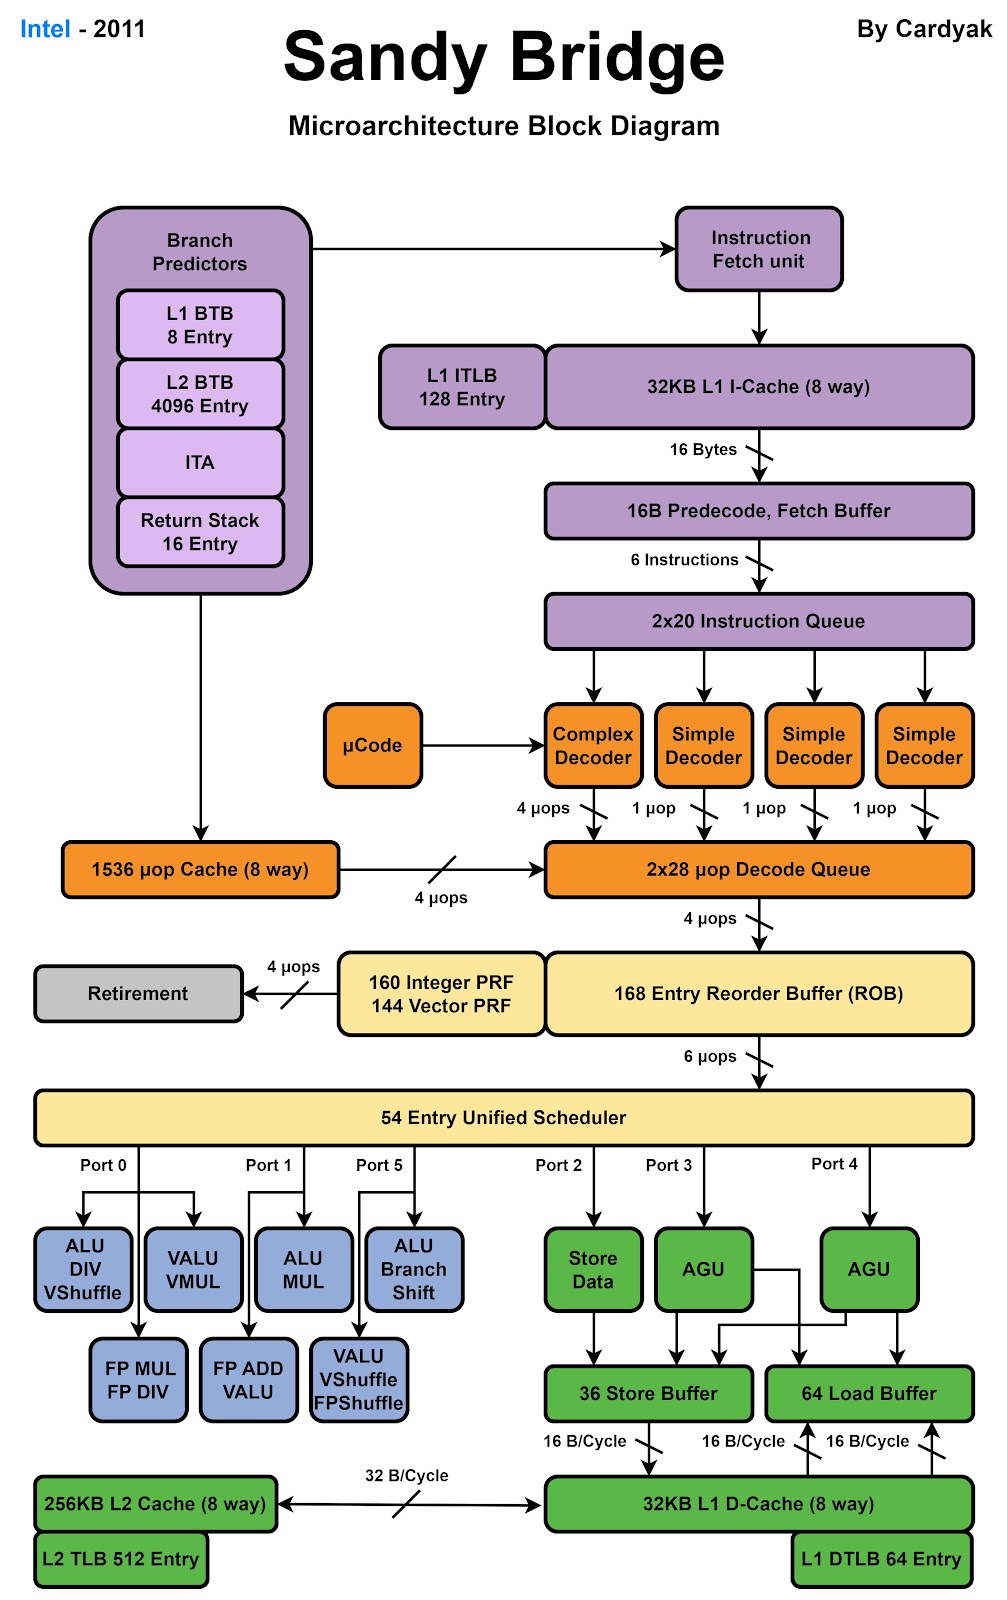 Intel - 2011
By Cardyak
Sandy Bridge
Microarchitecture Block Diagram
Branch
Predictors
L1 BTB
8 Entry
L2 BTB
4096 Entry
ITA
Return Stack
16 Entry
Instruction
Fetch unit
L1 ITLB
128 Entry
32KB L1 I-Cache (8 way)
16 Bytes
16B Predecode, Fetch Buffer
6 Instructions
2x20 Instruction Queue
µCode
Complex
Decoder
Simple
Decoder
Simple
Decoder
Simple
Decoder
4 µops
1 µop
1 µop
1 µop
1536 µop Cache (8 way)
4 µops
2x28 µop Decode Queue
4 µops
Retirement
4 µops
160 Integer PRF
144 Vector PRF
168 Entry Reorder Buffer (ROB)
6 µops
54 Entry Unified Scheduler
Port 0
Port 1
Port 5
Port 2
Port 3
Port 4
ALU
DIV
VShuffle
VALU
VMUL
ALU
MUL
ALU
Branch
Shift
Store
Data
AGU
AGU
FP MUL
FP DIV
FP ADD
VALU
VALU
VShuffle
FPShuffle
36 Store Buffer
64 Load Buffer
16 B/Cycle
16 B/Cycle
16 B/Cycle
256KB L2 Cache (8 way)
32 B/Cycle
32KB L1 D-Cache (8 way)
L2 TLB 512 Entry
L1 DTLB 64 Entry